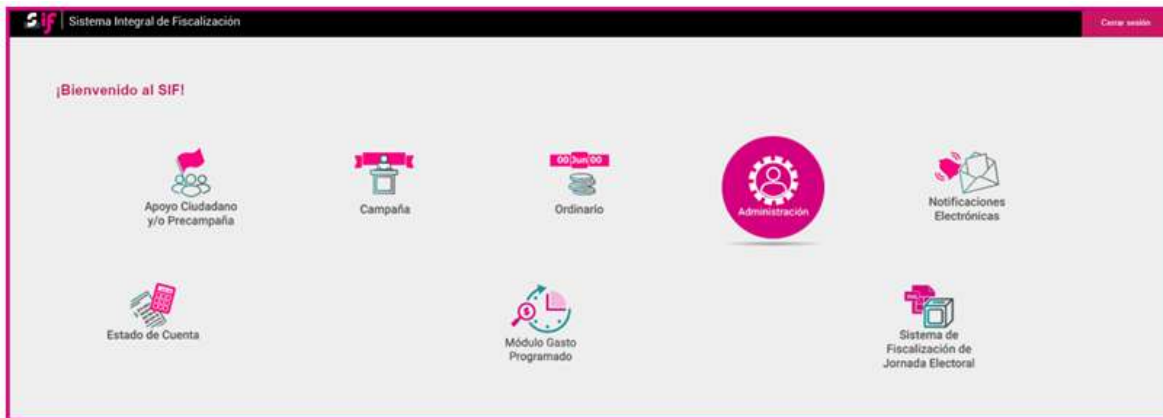 Sif Sistema Integral de Fiscalización
Cerrar sesión
¡Bienvenido al SIF!
Apoyo Ciudadano
y/o Precampaña
Campaña
00 Jun 00
Ordinario
Administración
Notificaciones
Electrónicas
Estado de Cuenta
$
Módulo Gasto
Programado
Sistema de
Fiscalización de
Jornada Electoral